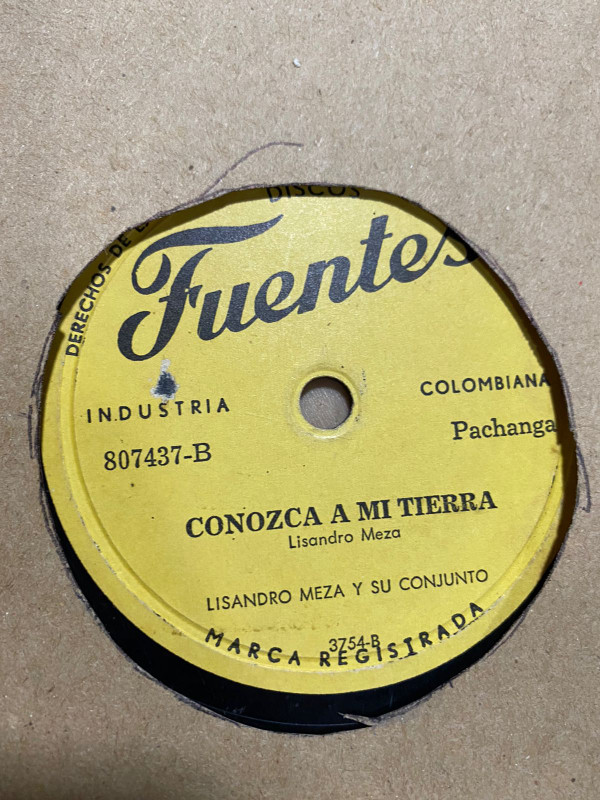 DISCOS
Fuentes
DERECHOS DE
INDUSTRIA
COLOMBIANA
807437-B
Pachanga
CONOZCA A MI TIERRA
Lisandro Meza
LISANDRO MEZA Y SU CONJUNTO
3754-B
MARCA REGISTRADA